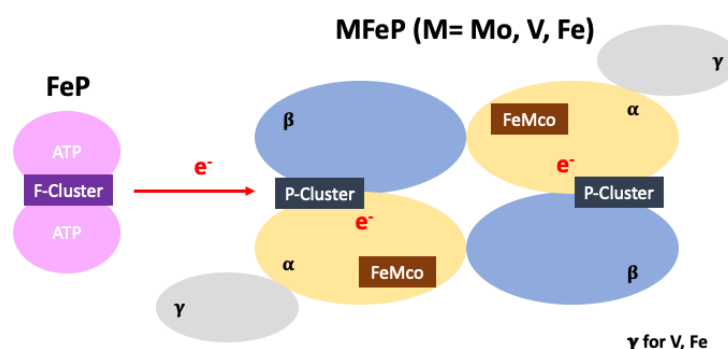 MFeP (M= Mo, V, Fe)
γ
FeP
β
FeMco
α
ATP
e-
e-
F-Cluster
P-Cluster
P-Cluster
ATP
e-
α
FeMco
β
γ
γ for V, Fe